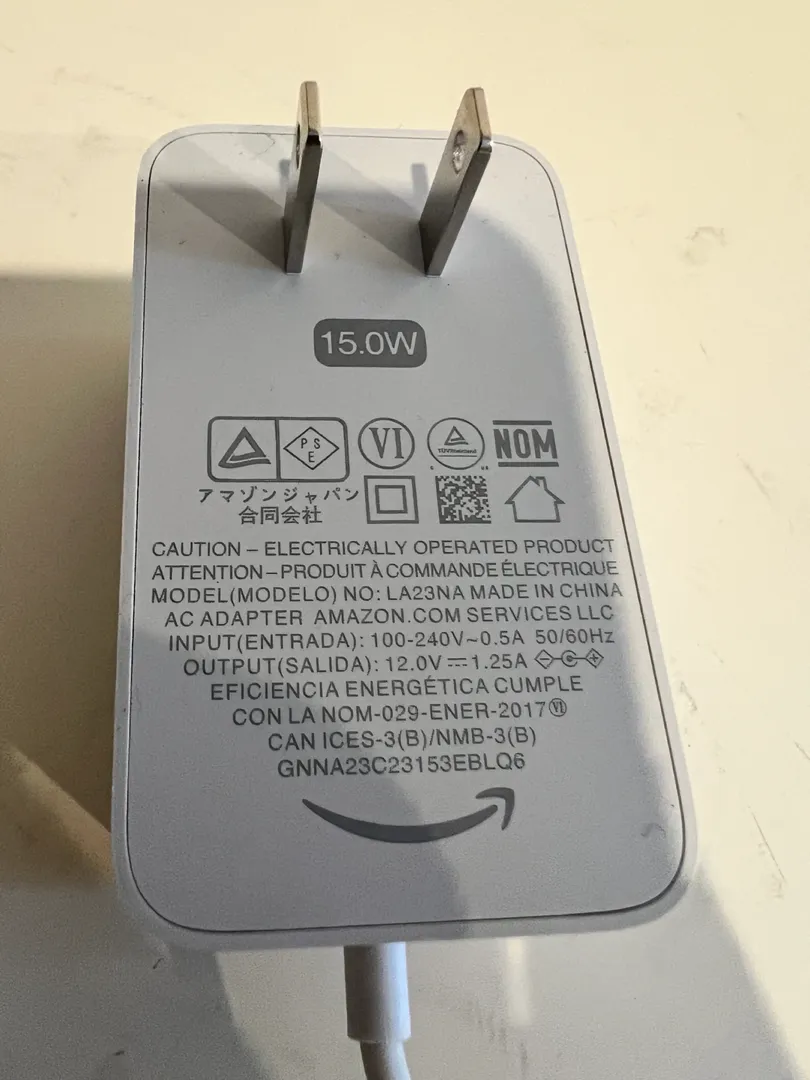 15.0W
PS
E
VI
TÜVRheinland
NOM
アマゾンジャパン
合同会社
CAUTION – ELECTRICALLY OPERATED PRODUCT
ATTENTION – PRODUIT À COMMANDE ÉLECTRIQUE
MODEL(MODELO) NO: LA23NA MADE IN CHINA
AC ADAPTER AMAZON.COM SERVICES LLC
INPUT(ENTRADA): 100-240V~0.5A 50/60Hz
OUTPUT(SALIDA): 12.0V⎓1.25A
EFICIENCIA ENERGÉTICA CUMPLE
CON LA NOM-029-ENER-2017 VI
CAN ICES-3(B)/NMB-3(B)
GNNA23C23153EBLQ6